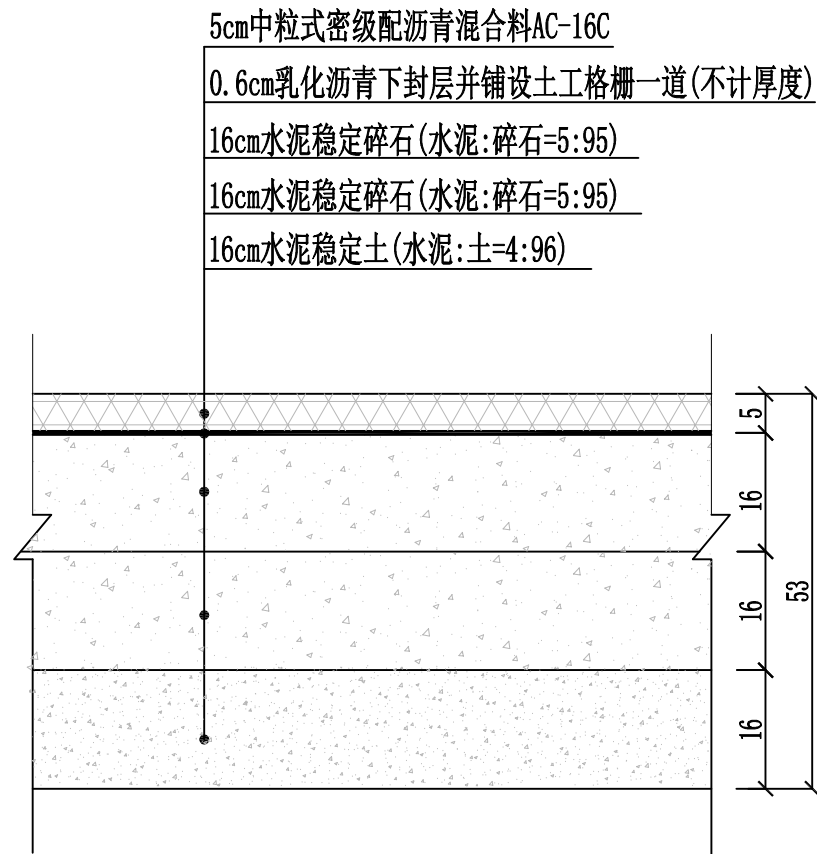 5cm中粒式密级配沥青混合料AC-16C
0.6cm乳化沥青下封层并铺设土工格栅一道(不计厚度)
16cm水泥稳定碎石(水泥:碎石=5:95)
16cm水泥稳定碎石(水泥:碎石=5:95)
16cm水泥稳定土(水泥:土=4:96)
5
16
16
16
53